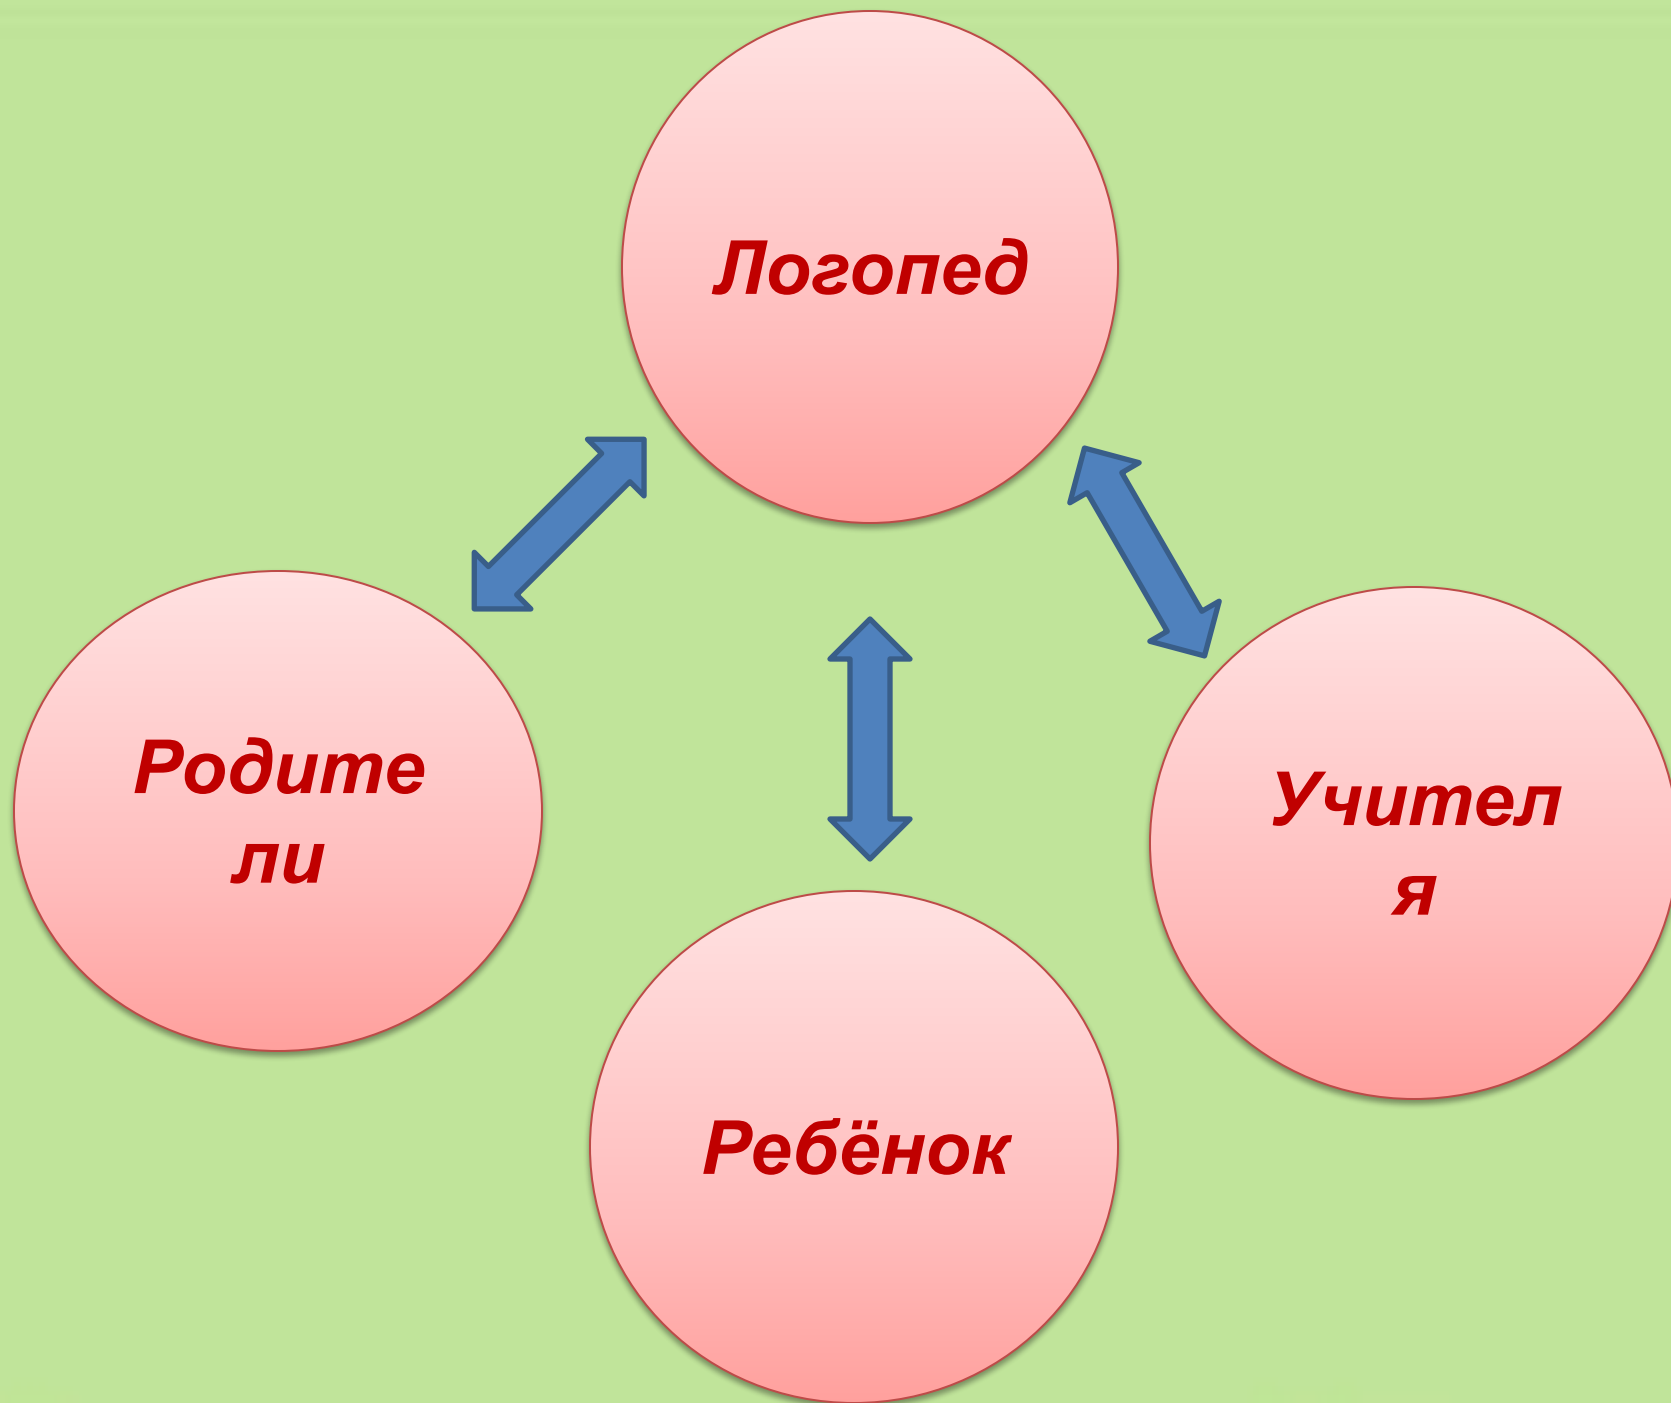 Логопед
Родите
ли
Учител
я
Ребёнок